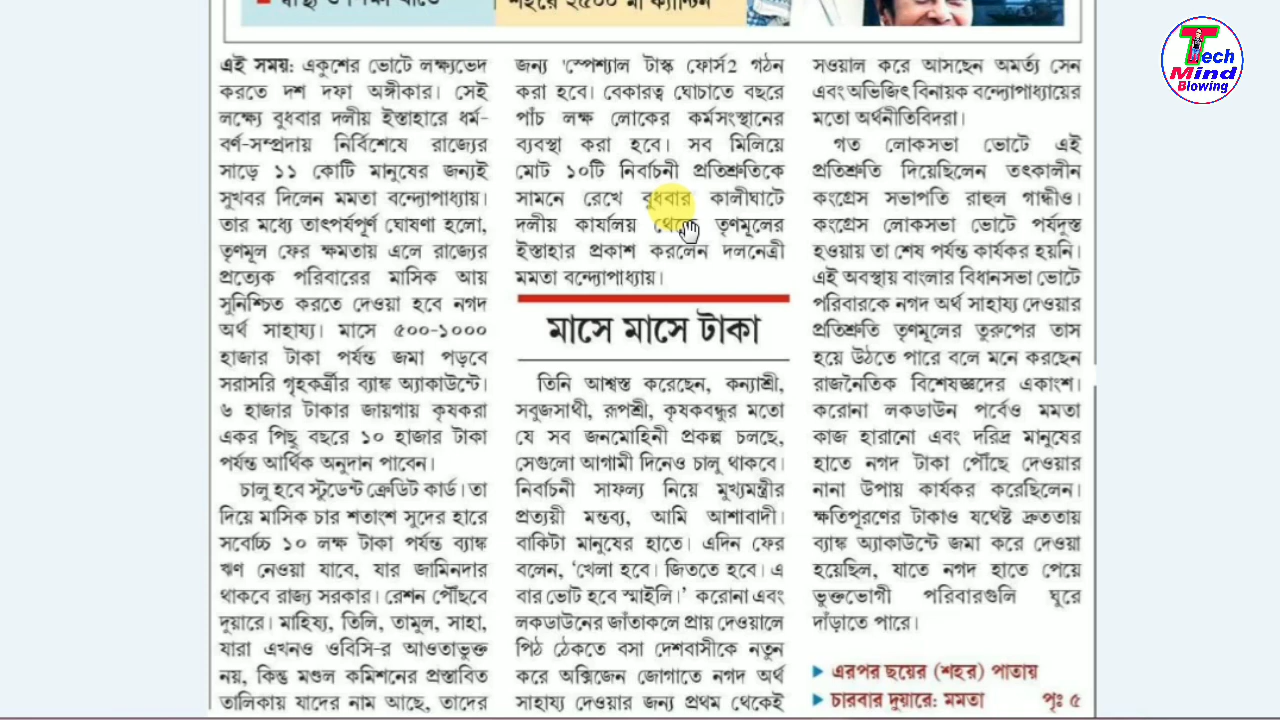 শহরে ২৫০০ মা ক্যান্টিন
Tech
Mind
Blowing
এই সময়: একুশের ভোটে লক্ষ্যভেদ
করতে দশ দফা অঙ্গীকার। সেই
লক্ষ্যে বুধবার দলীয় ইস্তাহারে ধর্ম-
বর্ণ-সম্প্রদায় নির্বিশেষে রাজ্যের
সাড়ে ১১ কোটি মানুষের জন্যই
সুখবর দিলেন মমতা বন্দ্যোপাধ্যায়।
তার মধ্যে তাৎপর্যপূর্ণ ঘোষণা হলো,
তৃণমূল ফের ক্ষমতায় এলে রাজ্যের
প্রত্যেক পরিবারের মাসিক আয়
সুনিশ্চিত করতে দেওয়া হবে নগদ
অর্থ সাহায্য। মাসে ৫০০-১০০০
হাজার টাকা পর্যন্ত জমা পড়বে
সরাসরি গৃহকর্ত্রীর ব্যাঙ্ক অ্যাকাউন্টে।
৬ হাজার টাকার জায়গায় কৃষকরা
একর পিছু বছরে ১০ হাজার টাকা
পর্যন্ত আর্থিক অনুদান পাবেন।
চালু হবে স্টুডেন্ট ক্রেডিট কার্ড। তা
দিয়ে মাসিক চার শতাংশ সুদের হারে
সর্বোচ্চ ১০ লক্ষ টাকা পর্যন্ত ব্যাঙ্ক
ঋণ নেওয়া যাবে, যার জামিনদার
থাকবে রাজ্য সরকার। রেশন পৌঁছবে
দুয়ারে। মাহিষ্য, তিলি, তামুল, সাহা,
যারা এখনও ওবিসি-র আওতাভুক্ত
নয়, কিন্তু মণ্ডল কমিশনের প্রস্তাবিত
তালিকায় যাদের নাম আছে, তাদের
জন্য 'স্পেশ্যাল টাস্ক ফোর্স2 গঠন
করা হবে। বেকারত্ব ঘোচাতে বছরে
পাঁচ লক্ষ লোকের কর্মসংস্থানের
ব্যবস্থা করা হবে। সব মিলিয়ে
মোট ১০টি নির্বাচনী প্রতিশ্রুতিকে
সামনে রেখে বুধবার কালীঘাটে
দলীয় কার্যালয় থেকে তৃণমূলের
ইস্তাহার প্রকাশ করলেন দলনেত্রী
মমতা বন্দ্যোপাধ্যায়।
মাসে মাসে টাকা
তিনি আশ্বস্ত করেছেন, কন্যাশ্রী,
সবুজসাথী, রূপশ্রী, কৃষকবন্ধুর মতো
যে সব জনমোহিনী প্রকল্প চলছে,
সেগুলো আগামী দিনেও চালু থাকবে।
নির্বাচনী সাফল্য নিয়ে মুখ্যমন্ত্রীর
প্রত্যয়ী মন্তব্য, আমি আশাবাদী।
বাকিটা মানুষের হাতে। এদিন ফের
বলেন, 'খেলা হবে। জিততে হবে। এ
বার ভোট হবে স্মাইলি।' করোনা এবং
লকডাউনের জাঁতাকলে প্রায় দেওয়ালে
পিঠ ঠেকতে বসা দেশবাসীকে নতুন
করে অক্সিজেন জোগাতে নগদ অর্থ
সাহায্য দেওয়ার জন্য প্রথম থেকেই
সওয়াল করে আসছেন অমর্ত্য সেন
এবং অভিজিৎ বিনায়ক বন্দ্যোপাধ্যায়ের
মতো অর্থনীতিবিদরা।
গত লোকসভা ভোটে এই
প্রতিশ্রুতি দিয়েছিলেন তৎকালীন
কংগ্রেস সভাপতি রাহুল গান্ধীও।
কংগ্রেস লোকসভা ভোটে পর্যুদস্ত
হওয়ায় তা শেষ পর্যন্ত কার্যকর হয়নি।
এই অবস্থায় বাংলার বিধানসভা ভোটে
পরিবারকে নগদ অর্থ সাহায্য দেওয়ার
প্রতিশ্রুতি তৃণমূলের তুরুপের তাস
হয়ে উঠতে পারে বলে মনে করছেন
রাজনৈতিক বিশেষজ্ঞদের একাংশ।
করোনা লকডাউন পর্বেও মমতা
কাজ হারানো এবং দরিদ্র মানুষের
হাতে নগদ টাকা পৌঁছে দেওয়ার
নানা উপায় কার্যকর করেছিলেন।
ক্ষতিপূরণের টাকাও যথেষ্ট দ্রুততায়
ব্যাঙ্ক অ্যাকাউন্টে জমা করে দেওয়া
হয়েছিল, যাতে নগদ হাতে পেয়ে
ভুক্তভোগী পরিবারগুলি ঘুরে
দাঁড়াতে পারে।
এরপর ছয়ের (শহর) পাতায়
চারবার দুয়ারে: মমতা পৃঃ ৫